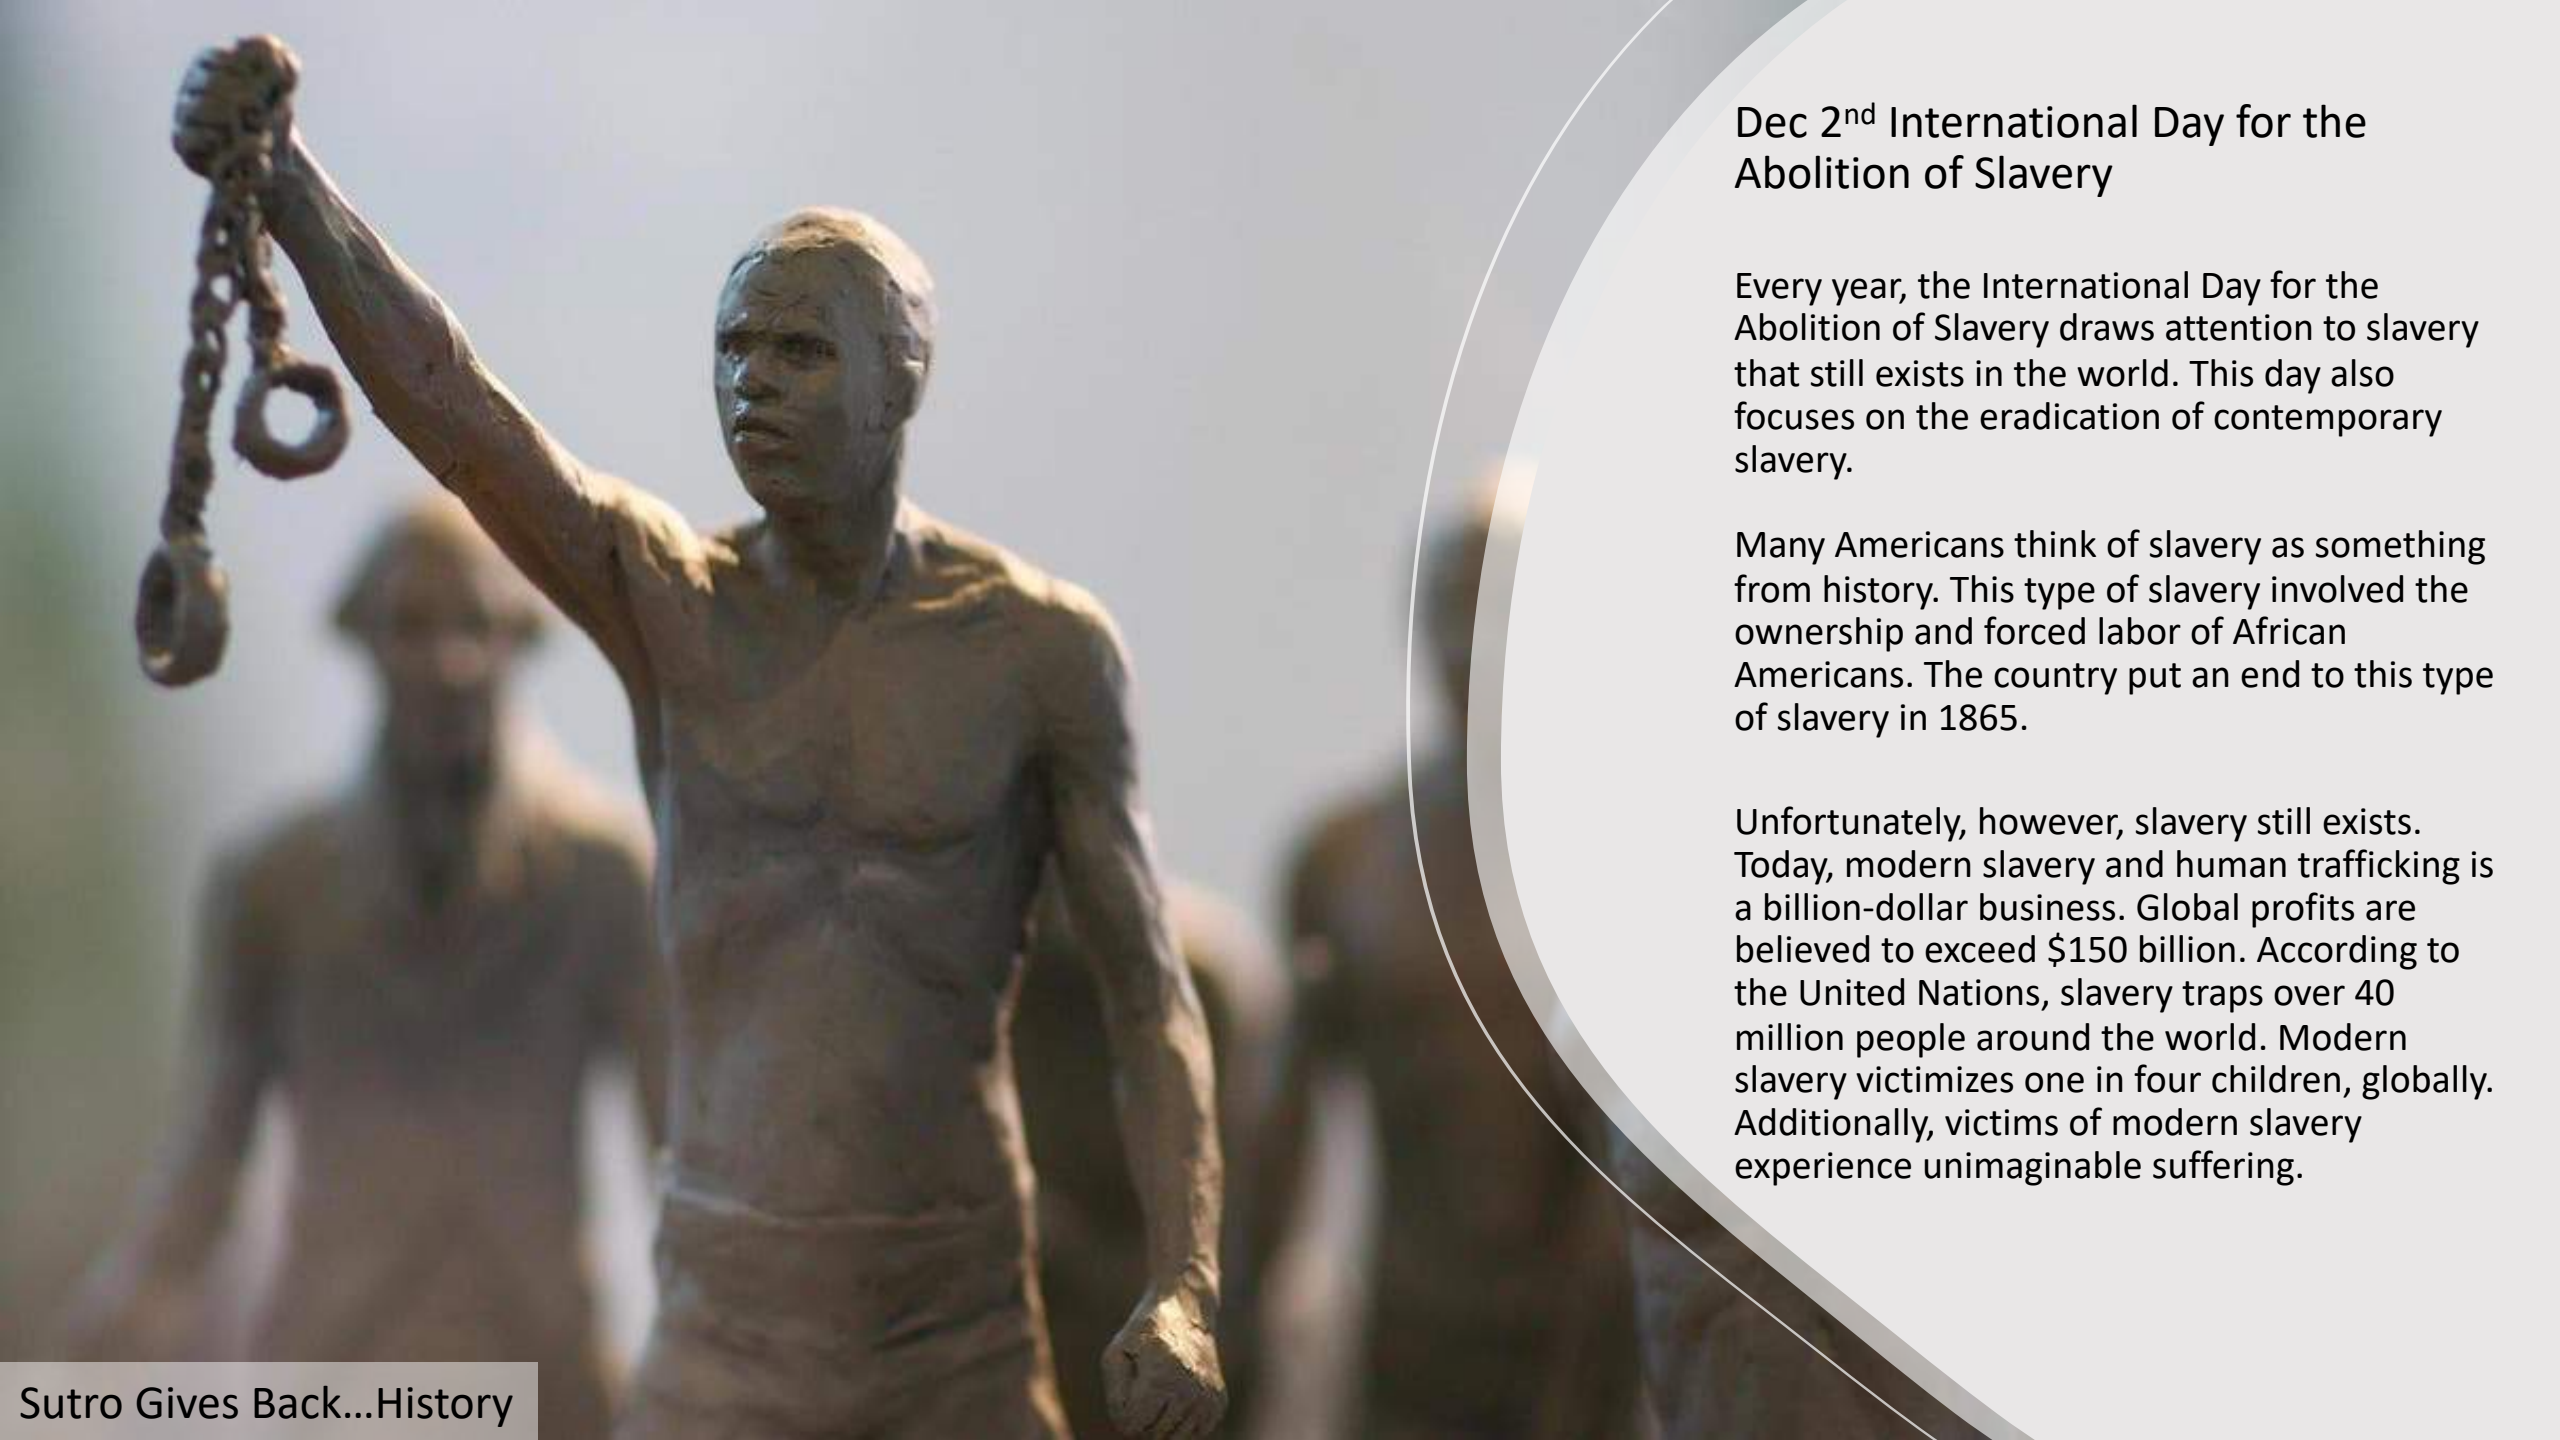 Dec 2nd International Day for the
Abolition of Slavery
Every year, the International Day for the
Abolition of Slavery draws attention to slavery
that still exists in the world. This day also
focuses on the eradication of contemporary
slavery.
Many Americans think of slavery as something
from history. This type of slavery involved the
ownership and forced labor of African
Americans. The country put an end to this type
of slavery in 1865.
Unfortunately, however, slavery still exists.
Today, modern slavery and human trafficking is
a billion-dollar business. Global profits are
believed to exceed $150 billion. According to
the United Nations, slavery traps over 40
million people around the world. Modern
slavery victimizes one in four children, globally.
Additionally, victims of modern slavery
experience unimaginable suffering.
Sutro Gives Back…History